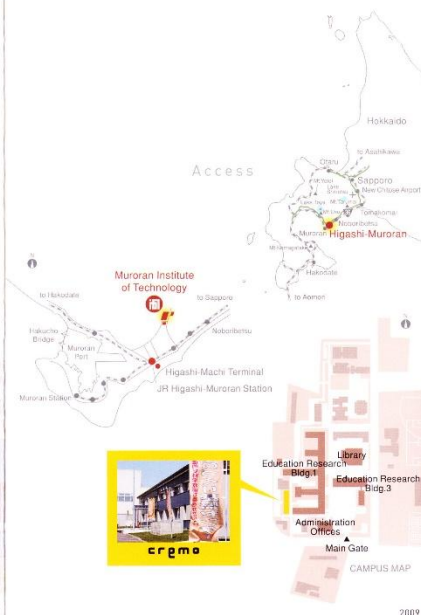 Hokkaido
to Asahikawa
Otaru
Access
Sapporo
New Chitose Airport
Tomakomai
Noboribetsu
Muroran
Higashi-Muroran
Hakodate
to Aomori
N
Muroran Institute
of Technology
to Hakodate
to Sapporo
Hakucho
Bridge
Muroran
Port
Noboribetsu
Higashi-Machi Terminal
Muroran Station
JR Higashi-Muroran Station
N
Library
Education Research
Bldg.1
Education Research
Bldg.3
Administration
Offices
Main Gate
cremo
CAMPUS MAP
2009